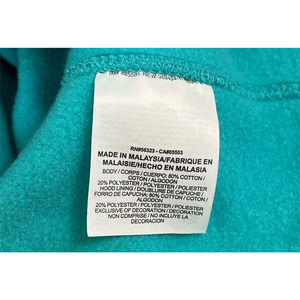 RN#56323 - CA#05553
MADE IN MALAYSIA/FABRIQUE EN
MALAISIE/HECHO EN MALASIA
BODY / CORPS / CUERPO: 80% COTTON /
COTON / ALGODON
20% POLYESTER / POLYESTER / POLIESTER
HOOD LINING / DOUBLURE DE CAPUCHE /
FORRO DE CAPUCHA: 80% COTTON / COTON /
ALGODON
20% POLYESTER / POLYESTER / POLIESTER
EXCLUSIVE OF DECORATION / DECORATION
NON COMPRISE / NO INCLUYE LA
DECORACION